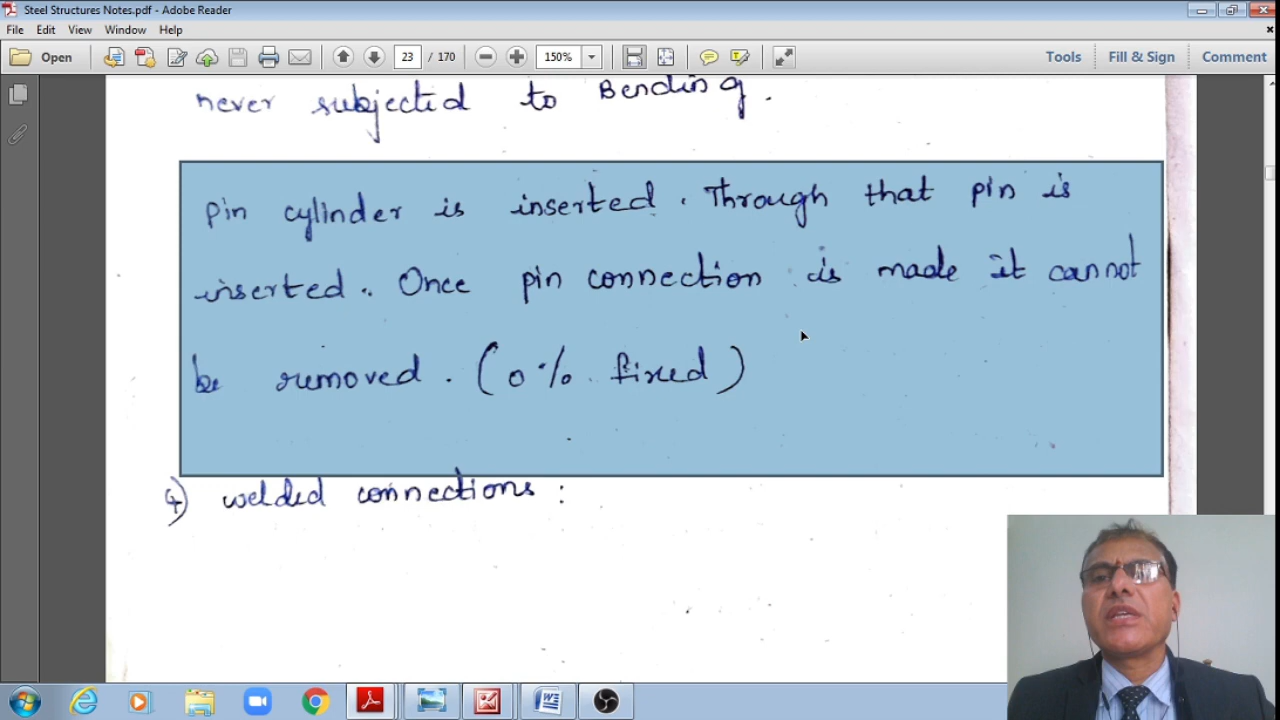 Steel Structures Notes.pdf - Adobe Reader
File Edit View Window Help
Open 23 / 170 150% Tools Fill & Sign Comment
never subjected to Bending.
pin cylinder is inserted. Through that pin is
inserted. Once pin connection is made it cannot
be removed. (0% fixed)
4) welded connections: